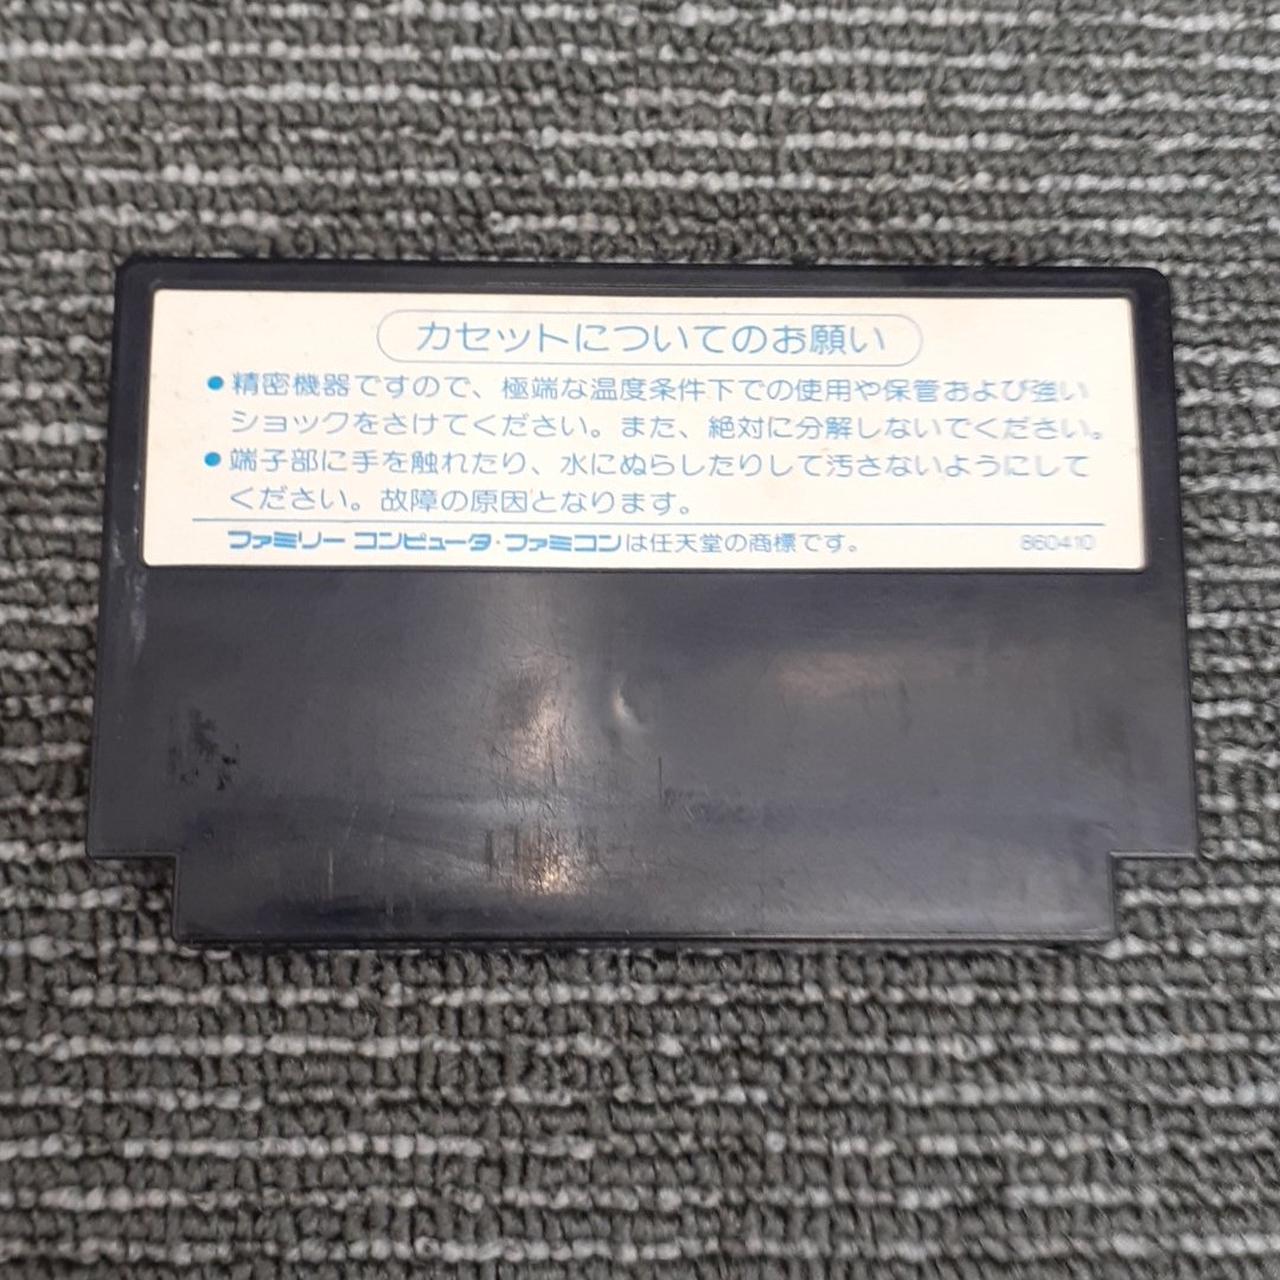 カセットについてのお願い
●精密機器ですので、極端な温度条件下での使用や保管および強い
ショックをさけてください。また、絶対に分解しないでください。
●端子部に手を触れたり、水にぬらしたりして汚さないようにして
ください。故障の原因となります。
ファミリー コンピュータ・ファミコンは任天堂の商標です。 860410